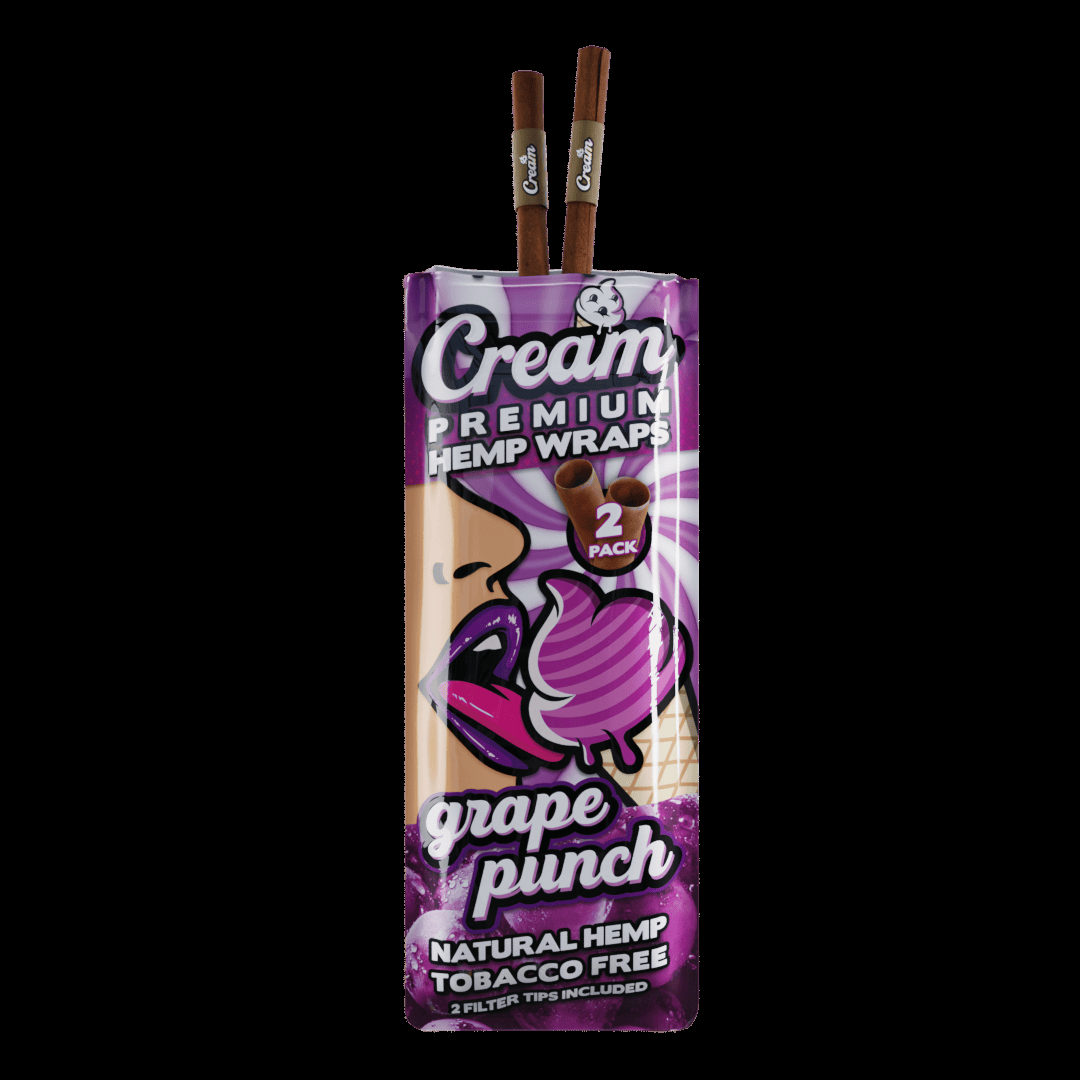 Cream
Cream
Cream
PREMIUM
HEMP WRAPS
2
PACK
grape
punch
NATURAL HEMP
TOBACCO FREE
2 FILTER TIPS INCLUDED